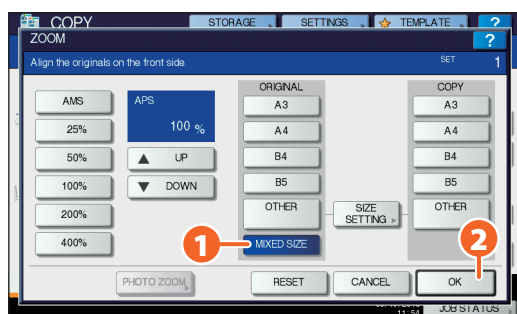 COPY STORAGE SETTINGS TEMPLATE ?
ZOOM ?
Align the originals on the front side. SET 1
ORIGINAL COPY
AMS APS A3 A3
25% 100 % A4 A4
50% UP B4 B4
100% DOWN B5 B5
200% OTHER SIZE SETTING OTHER
400% 1 MIXED SIZE 2
PHOTO ZOOM RESET CANCEL OK
11:54 JOB STATUS